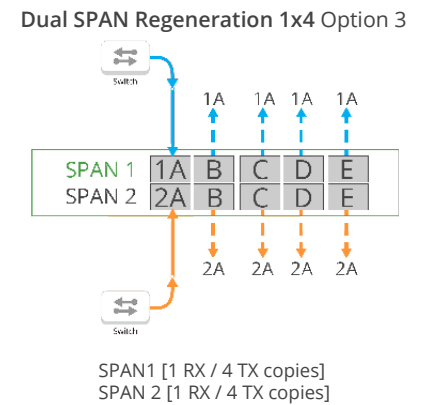 Dual SPAN Regeneration 1x4 Option 3
Switch
1A 1A 1A 1A
SPAN 1 1A B C D E
SPAN 2 2A B C D E
2A 2A 2A 2A
Switch
SPAN1 [1 RX / 4 TX copies]
SPAN 2 [1 RX / 4 TX copies]